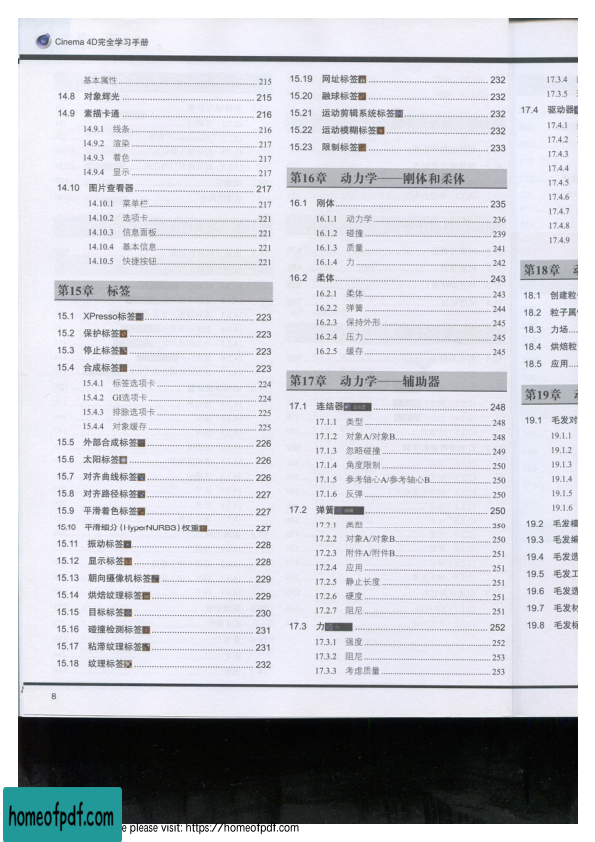 Cinema 4D完全学习手册
基本属性 215
14.8 对象辉光 215
14.9 素描卡通 216
14.9.1 线条 216
14.9.2 渲染 217
14.9.3 着色 217
14.9.4 显示 217
14.10 图片查看器 217
14.10.1 菜单栏 217
14.10.2 选项卡 221
14.10.3 信息面板 221
14.10.4 基本信息 221
14.10.5 快捷按钮 221
第15章 标签
15.1 XPresso标签 223
15.2 保护标签 223
15.3 停止标签 223
15.4 合成标签 223
15.4.1 标签选项卡 224
15.4.2 GI选项卡 224
15.4.3 排除选项卡 225
15.4.4 对象缓存 225
15.5 外部合成标签 226
15.6 太阳标签 226
15.7 对齐曲线标签 226
15.8 对齐路径标签 227
15.9 平滑着色标签 227
15.10 平滑细分(HyperNURBS)权重 227
15.11 振动标签 228
15.12 显示标签 228
15.13 朝向摄像机标签 229
15.14 烘焙纹理标签 229
15.15 目标标签 230
15.16 碰撞检测标签 231
15.17 粘滞纹理标签 231
15.18 纹理标签 232
15.19 网址标签 232
15.20 融球标签 232
15.21 运动剪辑系统标签 232
15.22 运动模糊标签 232
15.23 限制标签 233
第16章 动力学——刚体和柔体
16.1 刚体 235
16.1.1 动力学 236
16.1.2 碰撞 239
16.1.3 质量 241
16.1.4 力 242
16.2 柔体 243
16.2.1 柔体 243
16.2.2 弹簧 244
16.2.3 保持外形 245
16.2.4 压力 245
16.2.5 缓存 245
第17章 动力学——辅助器
17.1 连结器 248
17.1.1 类型 248
17.1.2 对象A/对象B 248
17.1.3 忽略碰撞 249
17.1.4 角度限制 250
17.1.5 参考轴心A/参考轴心B 250
17.1.6 反弹 250
17.2 弹簧 250
17.2.1 类型 250
17.2.2 对象A/对象B 250
17.2.3 附件A/附件B 251
17.2.4 应用 251
17.2.5 静止长度 251
17.2.6 硬度 251
17.2.7 阻尼 251
17.3 力 252
17.3.1 强度 252
17.3.2 阻尼 253
17.3.3 考虑质量 253
17.3.4
17.3.5
17.4 驱动器
17.4.1
17.4.2
17.4.3
17.4.4
17.4.5
17.4.6
17.4.7
17.4.8
17.4.9
第18章
18.1 创建粒
18.2 粒子属
18.3 力场
18.4 烘焙粒
18.5 应用
第19章
19.1 毛发对
19.1.1
19.1.2
19.1.3
19.1.4
19.1.5
19.1.6
19.2 毛发模
19.3 毛发编
19.4 毛发选
19.5 毛发工
19.6 毛发选
19.7 毛发材
19.8 毛发标
8
homeofpdf.com
e please visit: https://homeofpdf.com